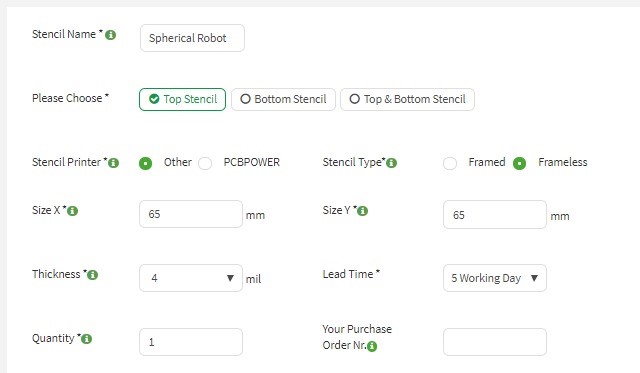 Stencil Name * Spherical Robot
Please Choose * Top Stencil Bottom Stencil Top & Bottom Stencil
Stencil Printer * Other PCBPOWER Stencil Type* Framed Frameless
Size X * 65 mm Size Y * 65 mm
Thickness * 4 mil Lead Time * 5 Working Day
Quantity * 1 Your Purchase
Order Nr.